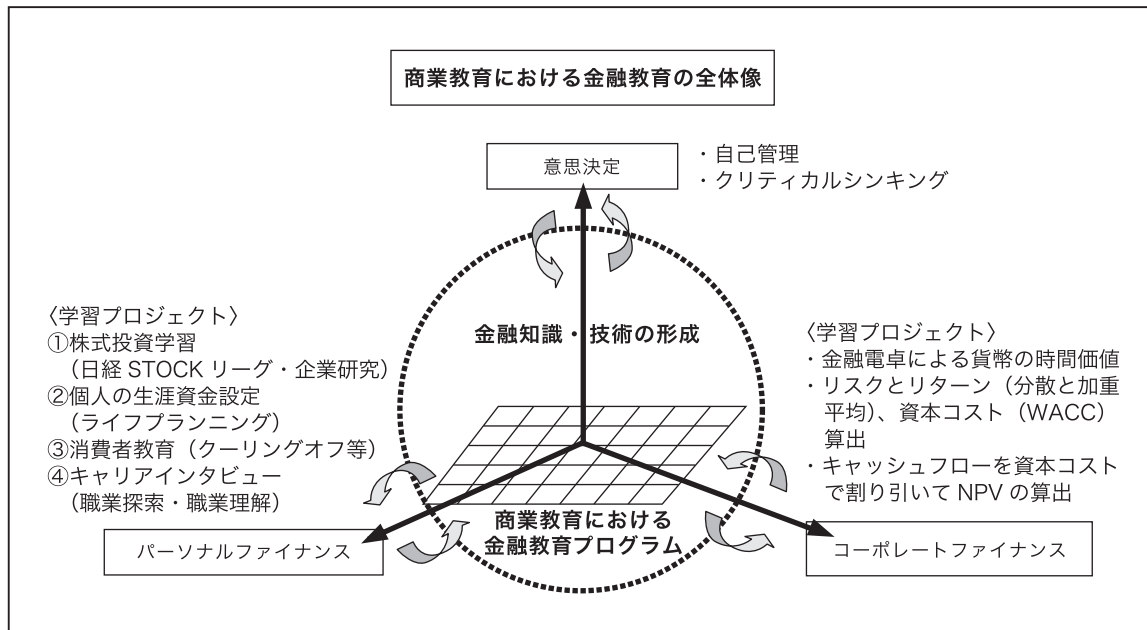 商業教育における金融教育の全体像
意思決定
・自己管理
・クリティカルシンキング
金融知識・技術の形成
〈学習プロジェクト〉
①株式投資学習
（日経 STOCK リーグ・企業研究）
②個人の生涯資金設定
（ライフプランニング）
③消費者教育（クーリングオフ等）
④キャリアインタビュー
（職業探索・職業理解）
〈学習プロジェクト〉
・金融電卓による貨幣の時間価値
・リスクとリターン（分散と加重
平均）、資本コスト（WACC）
算出
・キャッシュフローを資本コスト
で割り引いて NPV の算出
パーソナルファイナンス
商業教育における
金融教育プログラム
コーポレートファイナンス